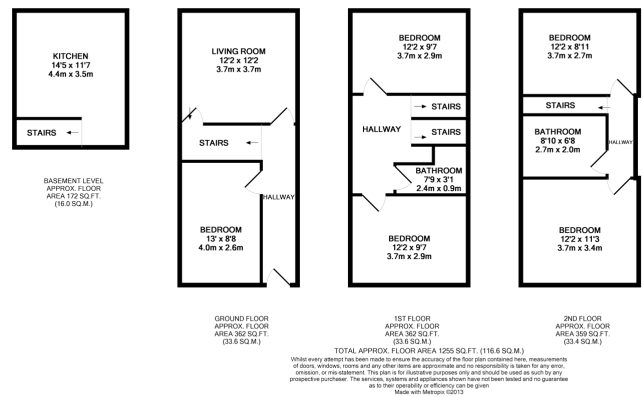 KITCHEN
14'5 x 11'7
4.4m x 3.5m
STAIRS
BASEMENT LEVEL
APPROX. FLOOR
AREA 172 SQ.FT.
(16.0 SQ.M.)
LIVING ROOM
12'2 x 12'2
3.7m x 3.7m
STAIRS
HALLWAY
BEDROOM
13' x 8'8
4.0m x 2.6m
GROUND FLOOR
APPROX. FLOOR
AREA 362 SQ.FT.
(33.6 SQ.M.)
BEDROOM
12'2 x 9'7
3.7m x 2.9m
STAIRS
HALLWAY
STAIRS
BATHROOM
7'9 x 3'1
2.4m x 0.9m
BEDROOM
12'2 x 9'7
3.7m x 2.9m
1ST FLOOR
APPROX. FLOOR
AREA 362 SQ.FT.
(33.6 SQ.M.)
BEDROOM
12'2 x 8'11
3.7m x 2.7m
STAIRS
BATHROOM
8'10 x 6'8
2.7m x 2.0m
HALLWAY
BEDROOM
12'2 x 11'3
3.7m x 3.4m
2ND FLOOR
APPROX. FLOOR
AREA 359 SQ.FT.
(33.4 SQ.M.)
TOTAL APPROX. FLOOR AREA 1255 SQ.FT. (116.6 SQ.M.)
Whilst every attempt has been made to ensure the accuracy of the floor plan contained here, measurements
of doors, windows, rooms and any other items are approximate and no responsibility is taken for any error,
omission, or mis-statement. This plan is for illustrative purposes only and should be used as such by any
prospective purchaser. The services, systems and appliances shown have not been tested and no guarantee
as to their operability or efficiency can be given
Made with Metropix ©2013